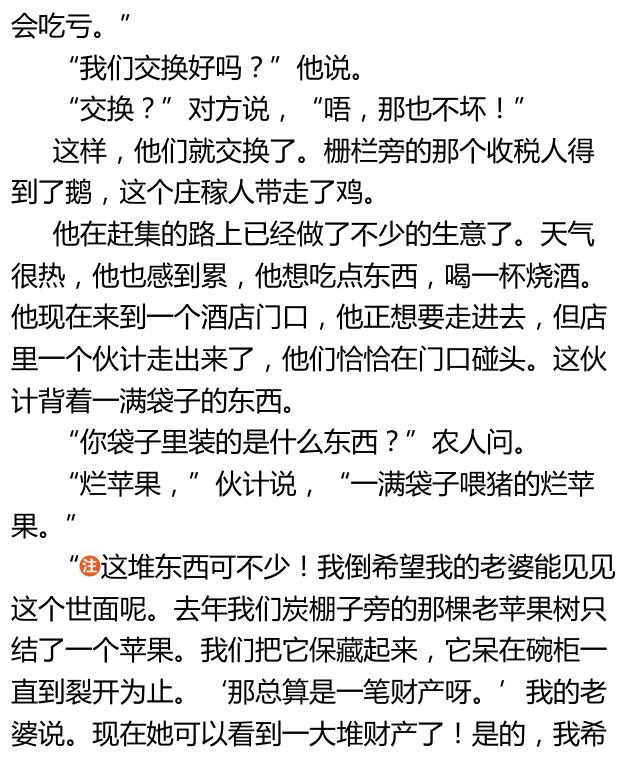 会吃亏。”
“我们交换好吗？”他说。
“交换？”对方说，“唔，那也不坏！”
这样，他们就交换了。栅栏旁的那个收税人得
到了鹅，这个庄稼人带走了鸡。
他在赶集的路上已经做了不少的生意了。天气
很热，他也感到累，他想吃点东西，喝一杯烧酒。
他现在来到一个酒店门口，他正想要走进去，但店
里一个伙计走出来了，他们恰恰在门口碰头。这伙
计背着一满袋子的东西。
“你袋子里装的是什么东西？”农人问。
“烂苹果，”伙计说，“一满袋子喂猪的烂苹
果。”
“注这堆东西可不少！我倒希望我的老婆能见见
这个世面呢。去年我们炭棚子旁的那棵老苹果树只
结了一个苹果。我们把它保藏起来，它呆在碗柜一
直到裂开为止。‘那总算是一笔财产呀。’我的老
婆说。现在她可以看到一大堆财产了！是的，我希